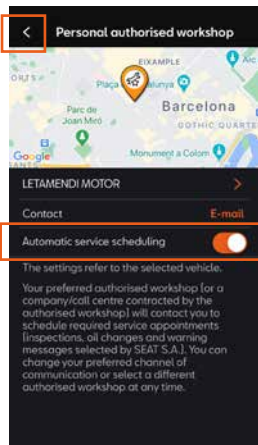 Personal authorised workshop
EIXAMPLE
Plaça
alunya
Parc de
Joan Miró
Barcelona
GOTHIC QUARTE
Google
Monument a Colom
LETAMENDI MOTOR
Contact E-mail
Automatic service scheduling
The settings refer to the selected vehicle.
Your preferred authorised workshop [or a
company/call centre contracted by the
authorised workshop] will contact you to
schedule required service appointments
[inspections, oil changes and warning
messages selected by SEAT S.A.]. You can
change your preferred channel of
communication or select a different
authorised workshop at any time.